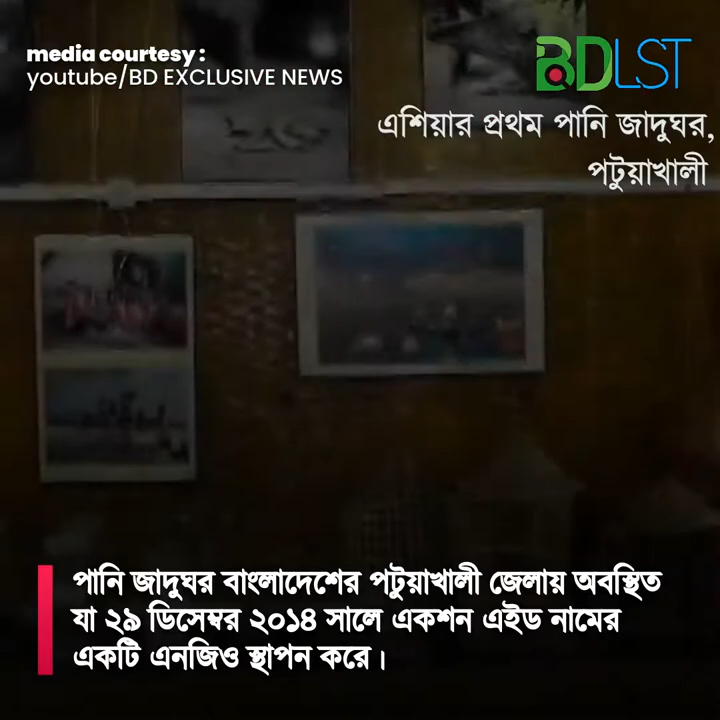 media courtesy :
youtube/BD EXCLUSIVE NEWS
BDLST
এশিয়ার প্রথম পানি জাদুঘর,
পটুয়াখালী
পানি জাদুঘর বাংলাদেশের পটুয়াখালী জেলায় অবস্থিত
যা ২৯ ডিসেম্বর ২০১৪ সালে একশন এইড নামের
একটি এনজিও স্থাপন করে।